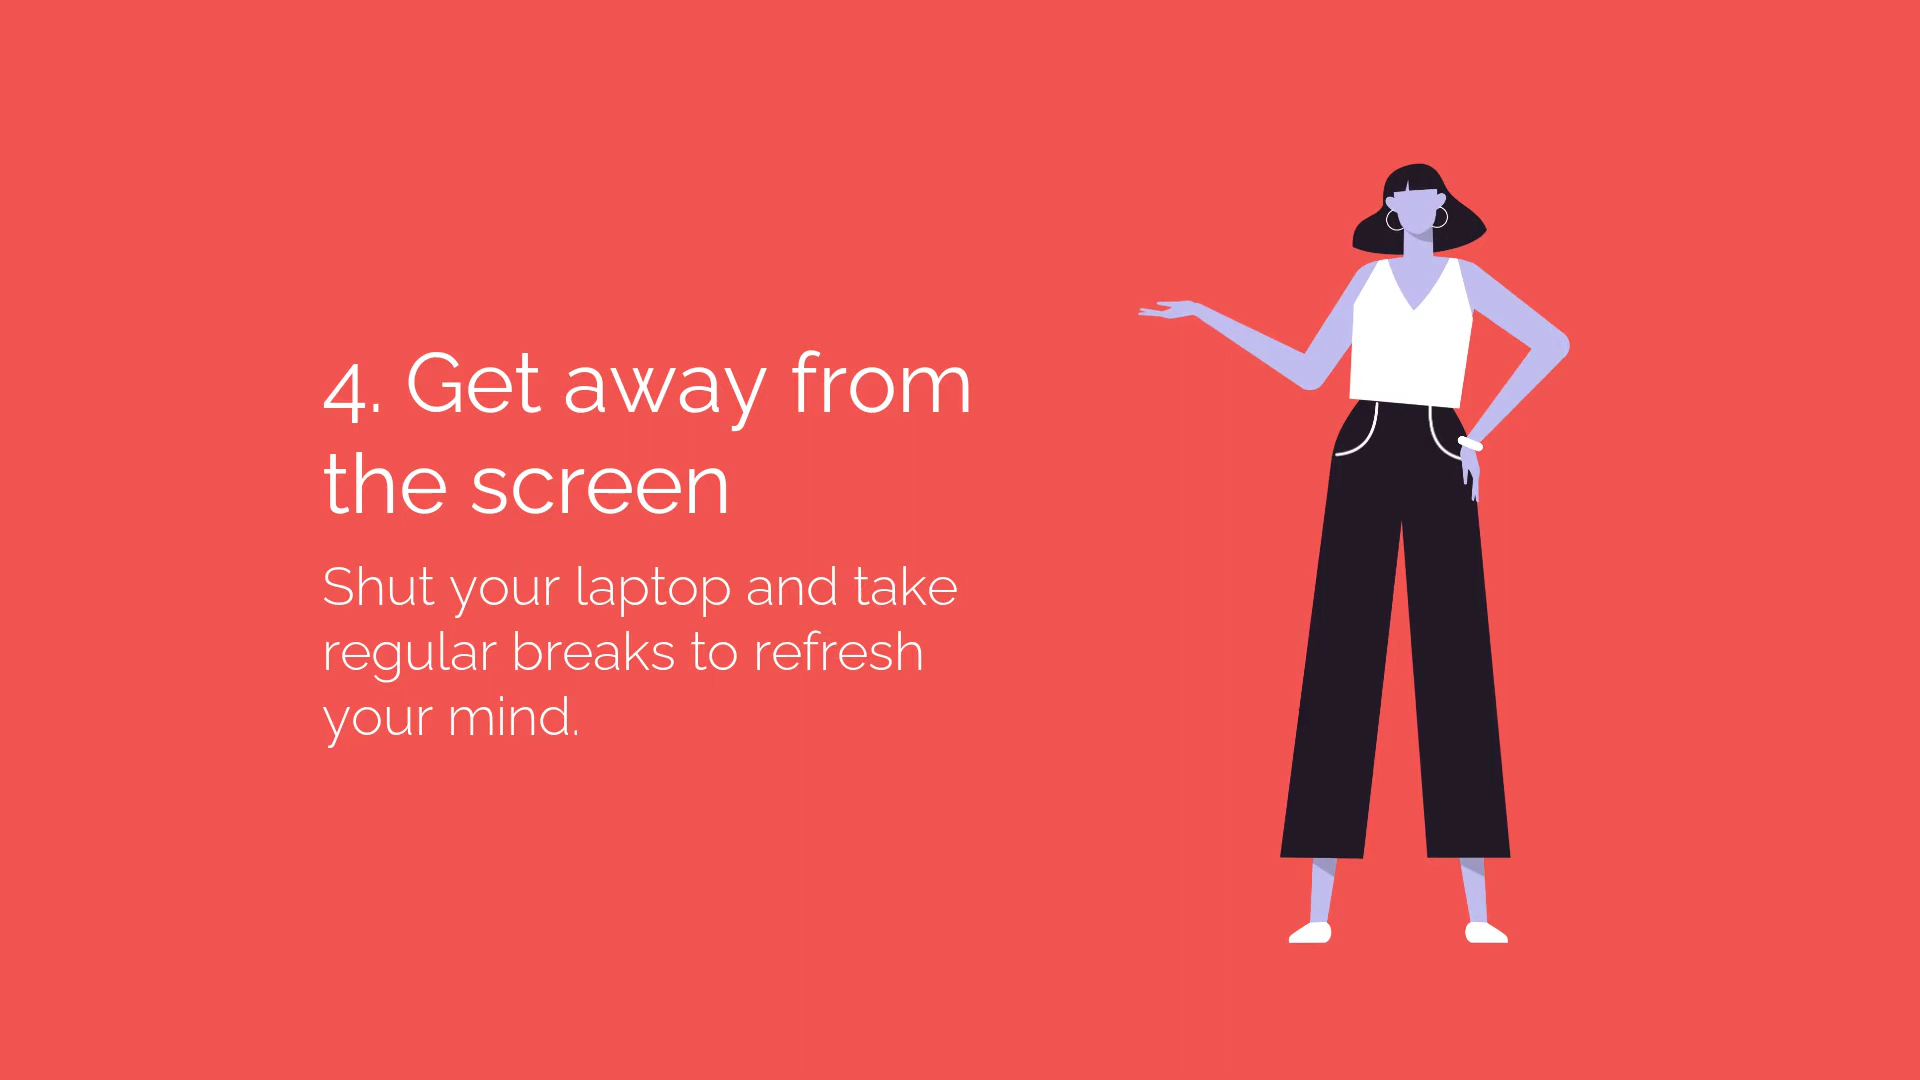 4. Get away from
the screen
Shut your laptop and take
regular breaks to refresh
your mind.